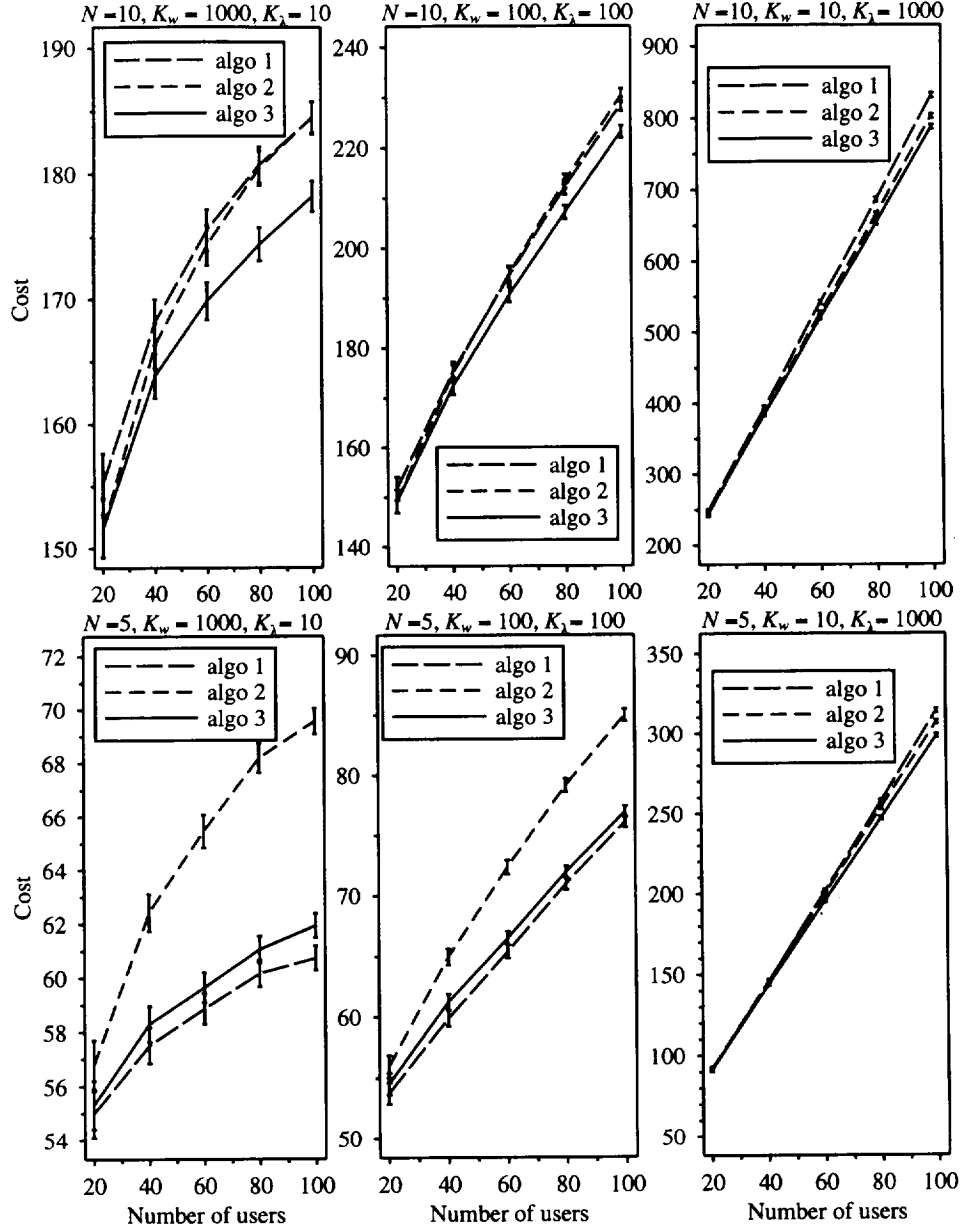 N =10, K_w = 1000, K_λ = 10
190
180
170
160
150
Cost
algo 1
algo 2
algo 3
20 40 60 80 100
N =10, K_w = 100, K_λ = 100
240
220
200
180
160
140
algo 1
algo 2
algo 3
20 40 60 80 100
N =10, K_w = 10, K_λ = 1000
900
800
700
600
500
400
300
200
algo 1
algo 2
algo 3
20 40 60 80 100
N =5, K_w = 1000, K_λ = 10
72
70
68
66
64
62
60
58
56
54
Cost
algo 1
algo 2
algo 3
20 40 60 80 100
Number of users
N =5, K_w = 100, K_λ = 100
90
80
70
60
50
algo 1
algo 2
algo 3
20 40 60 80 100
Number of users
N =5, K_w = 10, K_λ = 1000
350
300
250
200
150
100
50
algo 1
algo 2
algo 3
20 40 60 80 100
Number of users